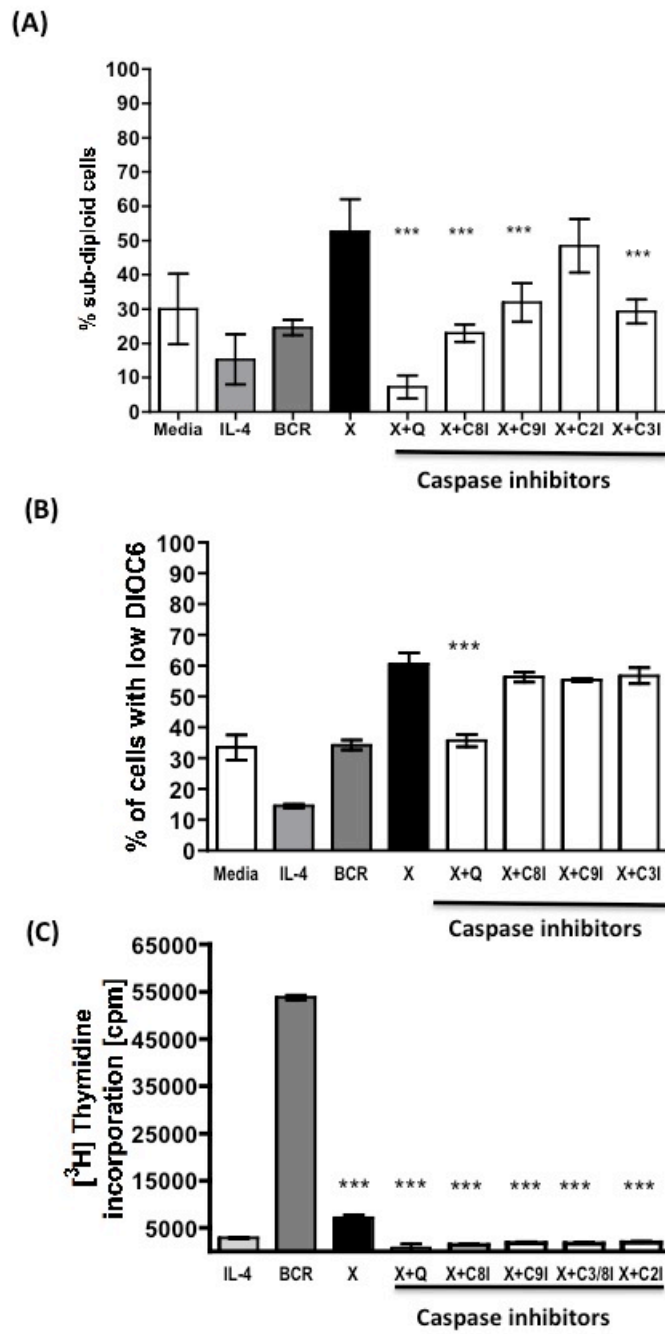 (A)
% sub-diploid cells
100
90
80
70
60
50
40
30
20
10
0
*** *** *** ***
Media IL-4 BCR X X+Q X+C8I X+C9I X+C2I X+C3I
Caspase inhibitors
(B)
% of cells with low DIOC6
100
90
80
70
60
50
40
30
20
10
0
***
Media IL-4 BCR X X+Q X+C8I X+C9I X+C3I
Caspase inhibitors
(C)
[³H] Thymidine
incorporation [cpm]
65000
55000
45000
35000
25000
15000
5000
*** *** *** *** *** ***
IL-4 BCR X X+Q X+C8I X+C9I X+C3/8I X+C2I
Caspase inhibitors